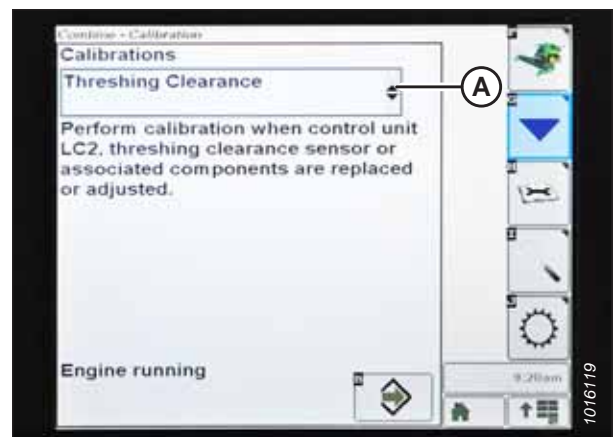 Combine - Calibration
Calibrations
Threshing Clearance
A
Perform calibration when control unit
LC2, threshing clearance sensor or
associated components are replaced
or adjusted.
Engine running
9:20am
1016119